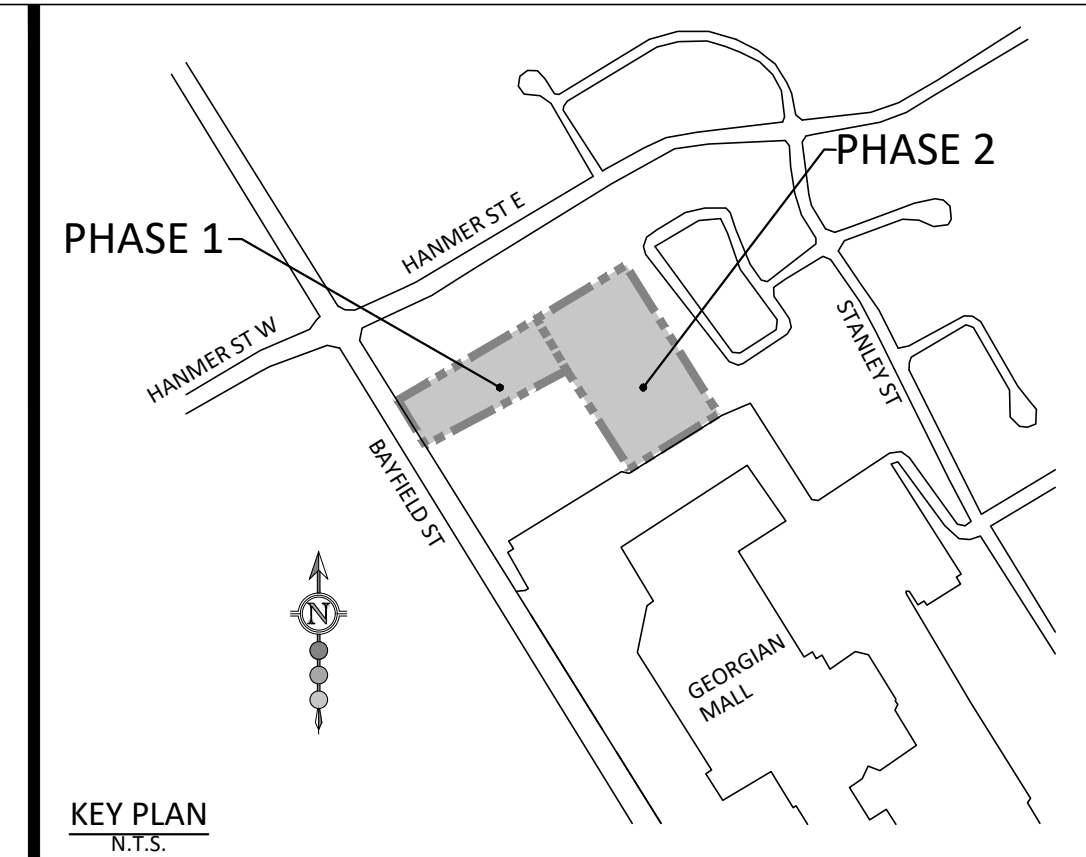 PHASE 2
PHASE 1
HANMER ST E
HANMER ST W
STANLEY ST
BAYFIELD ST
N
GEORGIAN
MALL
KEY PLAN
N.T.S.